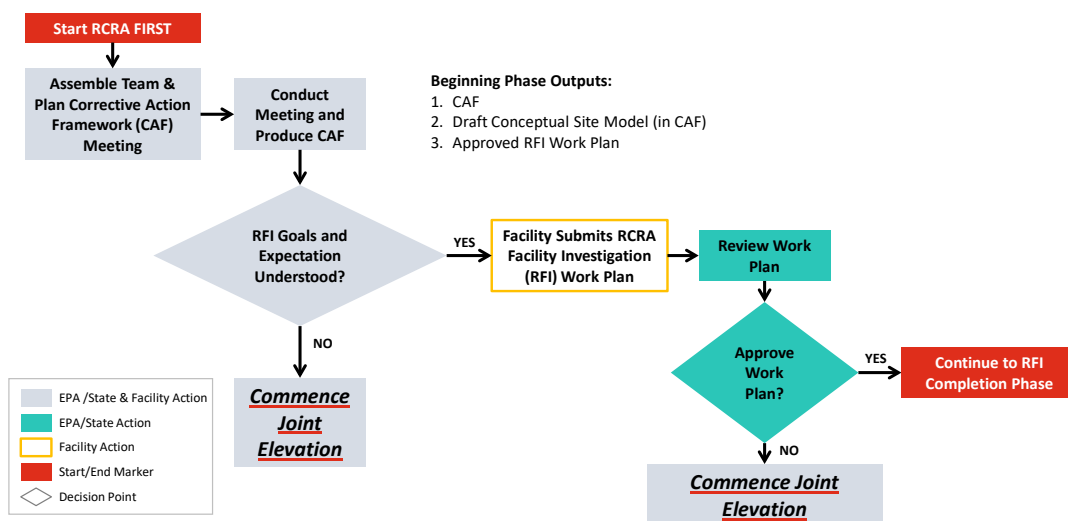 Start RCRA FIRST
Assemble Team &
Plan Corrective Action
Framework (CAF)
Meeting
Conduct
Meeting and
Produce CAF
Beginning Phase Outputs:
1. CAF
2. Draft Conceptual Site Model (in CAF)
3. Approved RFI Work Plan
RFI Goals and
Expectation
Understood?
YES
Facility Submits RCRA
Facility Investigation
(RFI) Work Plan
Review Work
Plan
NO
Commence
Joint
Elevation
Approve
Work
Plan?
YES
Continue to RFI
Completion Phase
NO
Commence Joint
Elevation
EPA /State & Facility Action
EPA/State Action
Facility Action
Start/End Marker
Decision Point